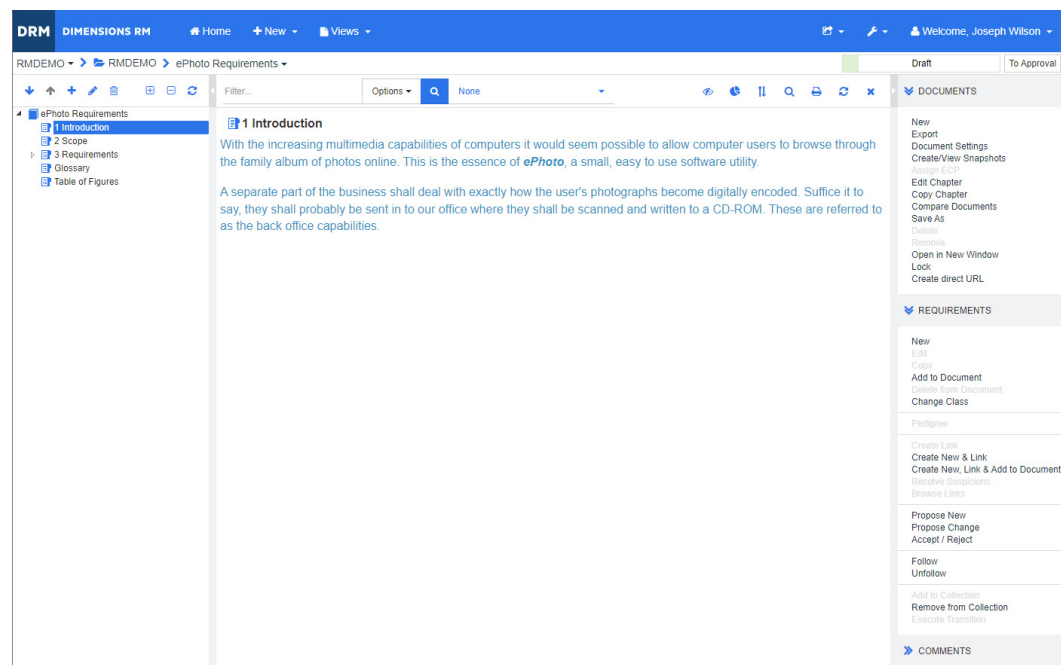 DRM DIMENSIONS RM Home New Views Welcome, Joseph Wilson
RMDEMO RMDEMO ePhoto Requirements Draft To Approval
Filter... Options None
ePhoto Requirements
1 Introduction
2 Scope
3 Requirements
Glossary
Table of Figures
1 Introduction
With the increasing multimedia capabilities of computers it would seem possible to allow computer users to browse through
the family album of photos online. This is the essence of ePhoto, a small, easy to use software utility.
A separate part of the business shall deal with exactly how the user's photographs become digitally encoded. Suffice it to
say, they shall probably be sent in to our office where they shall be scanned and written to a CD-ROM. These are referred to
as the back office capabilities.
DOCUMENTS
New
Export
Document Settings
Create/View Snapshots
Assign ECP
Edit Chapter
Copy Chapter
Compare Documents
Save As
Delete
Remove
Open in New Window
Lock
Create direct URL
REQUIREMENTS
New
Edit
Copy
Add to Document
Delete from Document
Change Class
Pedigree
Create Link
Create New & Link
Create New, Link & Add to Document
Resolve Suspicions
Browse Links
Propose New
Propose Change
Accept / Reject
Follow
Unfollow
Add to Collection
Remove from Collection
Execute Transition
COMMENTS